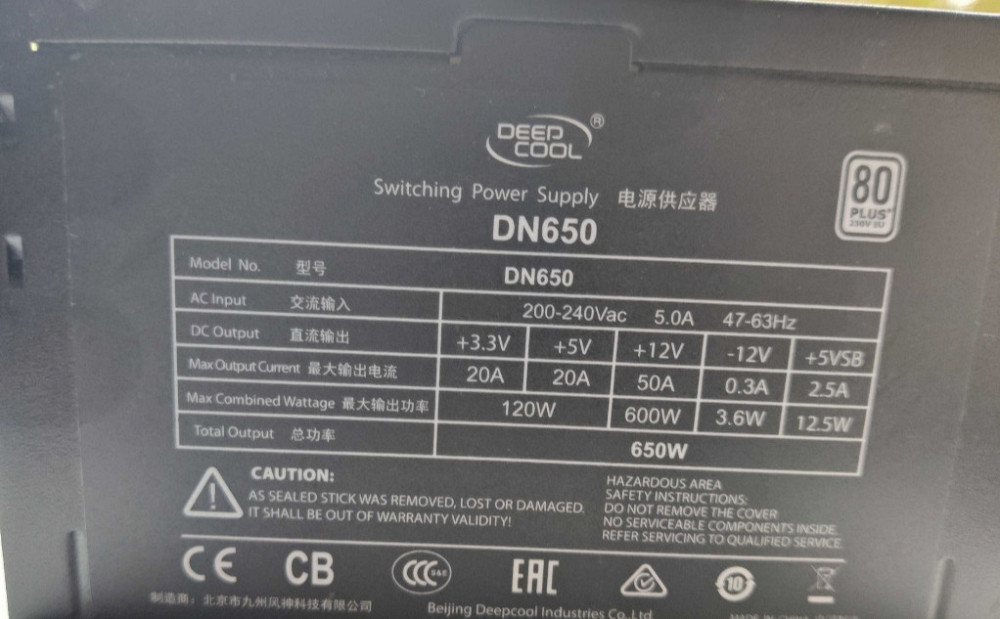 DEEP
COOL ®
80
PLUS®
230V EU
Switching Power Supply 电源供应器
DN650
Model No. 型号 DN650
AC Input 交流输入 200-240Vac 5.0A 47-63Hz
DC Output 直流输出 +3.3V +5V +12V -12V +5VSB
Max Output Current 最大输出电流 20A 20A 50A 0.3A 2.5A
Max Combined Wattage 最大输出功率 120W 600W 3.6W 12.5W
Total Output 总功率 650W
CAUTION:
AS SEALED STICK WAS REMOVED, LOST OR DAMAGED.
IT SHALL BE OUT OF WARRANTY VALIDITY!
HAZARDOUS AREA
SAFETY INSTRUCTIONS:
DO NOT REMOVE THE COVER
NO SERVICEABLE COMPONENTS INSIDE.
REFER SERVICING TO QUALIFIED SERVICE.
CE CB CCC S&E EAC 10
制造商：北京市九州风神科技有限公司
Beijing Deepcool Industries Co.,Ltd
MADE IN CHINA